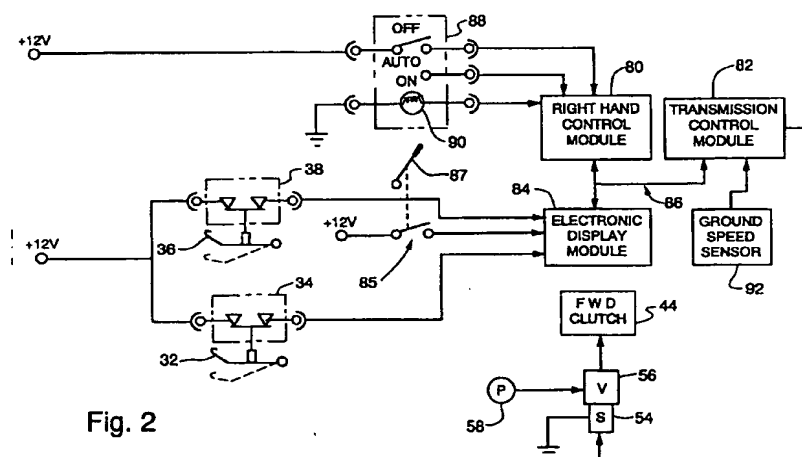 88
OFF
+12V
AUTO
ON
80
82
RIGHT HAND
CONTROL
MODULE
TRANSMISSION
CONTROL
MODULE
90
87
38
84
86
+12V
36
+12V
ELECTRONIC
DISPLAY
MODULE
GROUND
SPEED
SENSOR
85
92
34
F W D
CLUTCH
44
32
P
V
56
58
S
54
Fig. 2